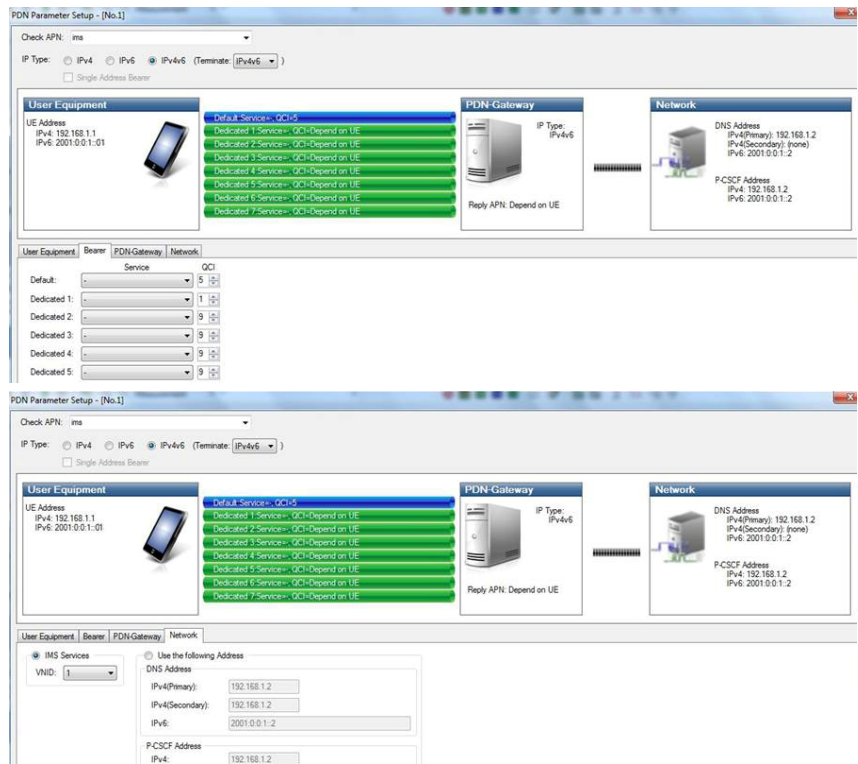 PDN Parameter Setup - [No.1]
Check APN: ims
IP Type: IPv4 IPv6 IPv4v6 (Terminate: IPv4v6 )
Single Address Bearer
User Equipment
UE Address
IPv4: 192.168.1.1
IPv6: 2001:0:0:1::01
Default:Service=-, QCI=5
Dedicated 1:Service=-, QCI=Depend on UE
Dedicated 2:Service=-, QCI=Depend on UE
Dedicated 3:Service=-, QCI=Depend on UE
Dedicated 4:Service=-, QCI=Depend on UE
Dedicated 5:Service=-, QCI=Depend on UE
Dedicated 6:Service=-, QCI=Depend on UE
Dedicated 7:Service=-, QCI=Depend on UE
PDN-Gateway
IP Type:
IPv4v6
Reply APN: Depend on UE
Network
DNS Address
IPv4(Primary): 192.168.1.2
IPv4(Secondary): (none)
IPv6: 2001:0:0:1::2
P-CSCF Address
IPv4: 192.168.1.2
IPv6: 2001:0:0:1::2
User Equipment Bearer PDN-Gateway Network
Service QCI
Default: - 5
Dedicated 1: - 1
Dedicated 2: - 9
Dedicated 3: - 9
Dedicated 4: - 9
Dedicated 5: - 9
PDN Parameter Setup - [No.1]
Check APN: ims
IP Type: IPv4 IPv6 IPv4v6 (Terminate: IPv4v6 )
Single Address Bearer
User Equipment
UE Address
IPv4: 192.168.1.1
IPv6: 2001:0:0:1::01
Default:Service=-, QCI=5
Dedicated 1:Service=-, QCI=Depend on UE
Dedicated 2:Service=-, QCI=Depend on UE
Dedicated 3:Service=-, QCI=Depend on UE
Dedicated 4:Service=-, QCI=Depend on UE
Dedicated 5:Service=-, QCI=Depend on UE
Dedicated 6:Service=-, QCI=Depend on UE
Dedicated 7:Service=-, QCI=Depend on UE
PDN-Gateway
IP Type:
IPv4v6
Reply APN: Depend on UE
Network
DNS Address
IPv4(Primary): 192.168.1.2
IPv4(Secondary): (none)
IPv6: 2001:0:0:1::2
P-CSCF Address
IPv4: 192.168.1.2
IPv6: 2001:0:0:1::2
User Equipment Bearer PDN-Gateway Network
IMS Services
VNID: 1
Use the following Address
DNS Address
IPv4(Primary): 192.168.1.2
IPv4(Secondary): 192.168.1.2
IPv6: 2001:0:0:1::2
P-CSCF Address
IPv4: 192.168.1.2